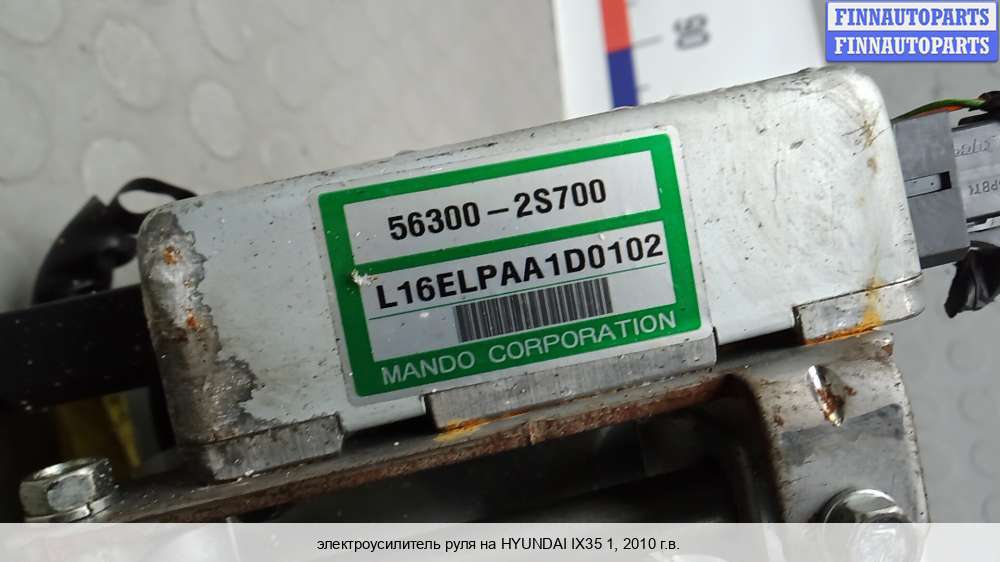 FINNAUTOPARTS
FINNAUTOPARTS
56300-2S700
L16ELPAA1D0102
MANDO CORPORATION
электроусилитель руля на HYUNDAI IX35 1, 2010 г.в.